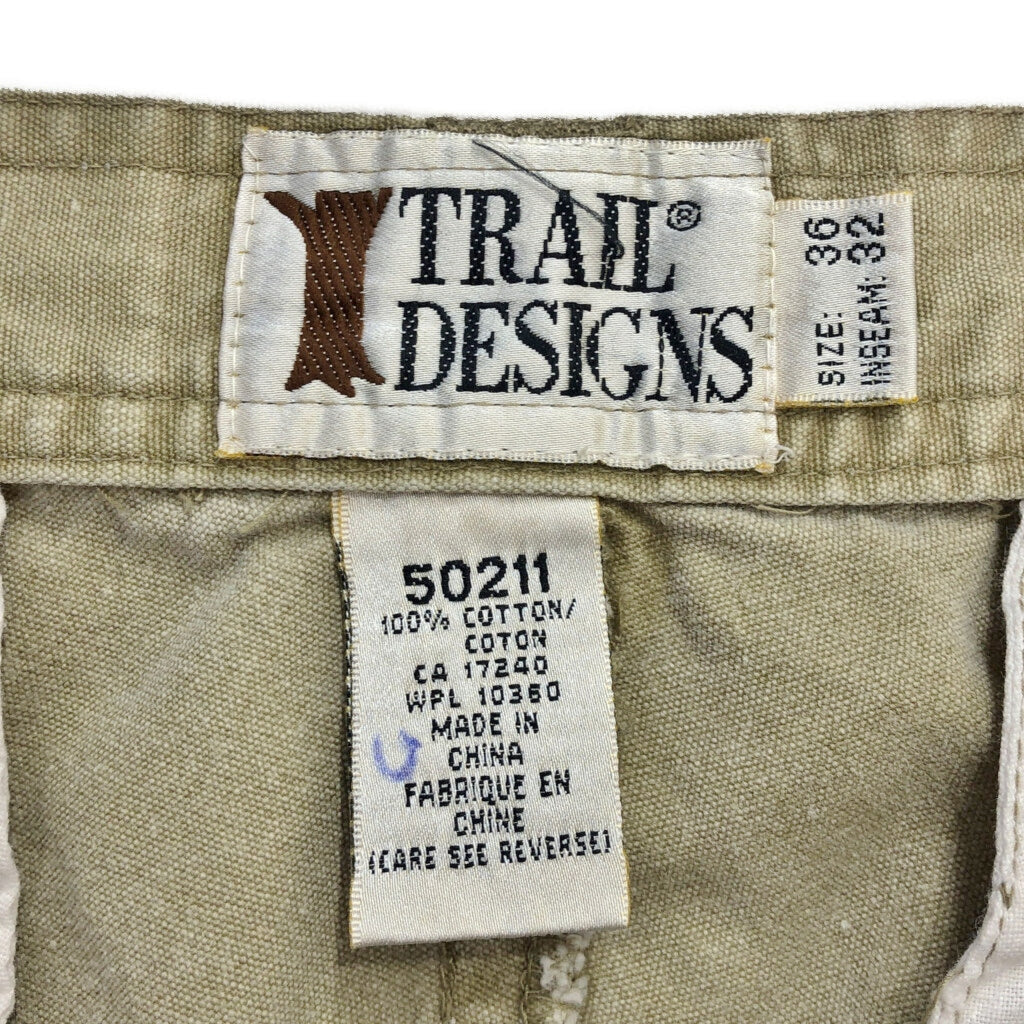 TRAIL®
DESIGNS
SIZE: 36
INSEAM: 32
50211
100% COTTON/
COTON
CA 17240
WPL 10360
MADE IN
CHINA
FABRIQUE EN
CHINE
(CARE SEE REVERSE)